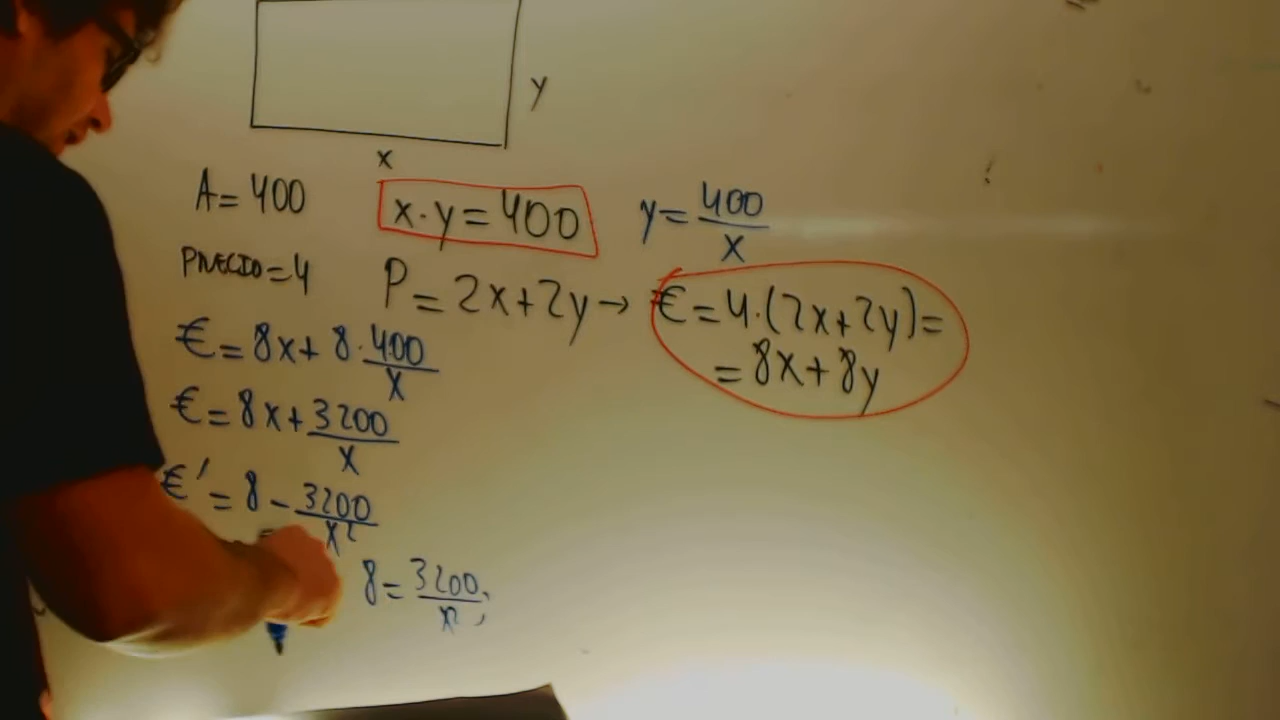 y
x
A = 400
x·y = 400
y = 400/x
PRECIO = 4
P = 2x + 2y → € = 4·(2x + 2y) =
= 8x + 8y
€ = 8x + 8·400/x
€ = 8x + 3200/x
€' = 8 - 3200/x²
8 = 3200/x² ;